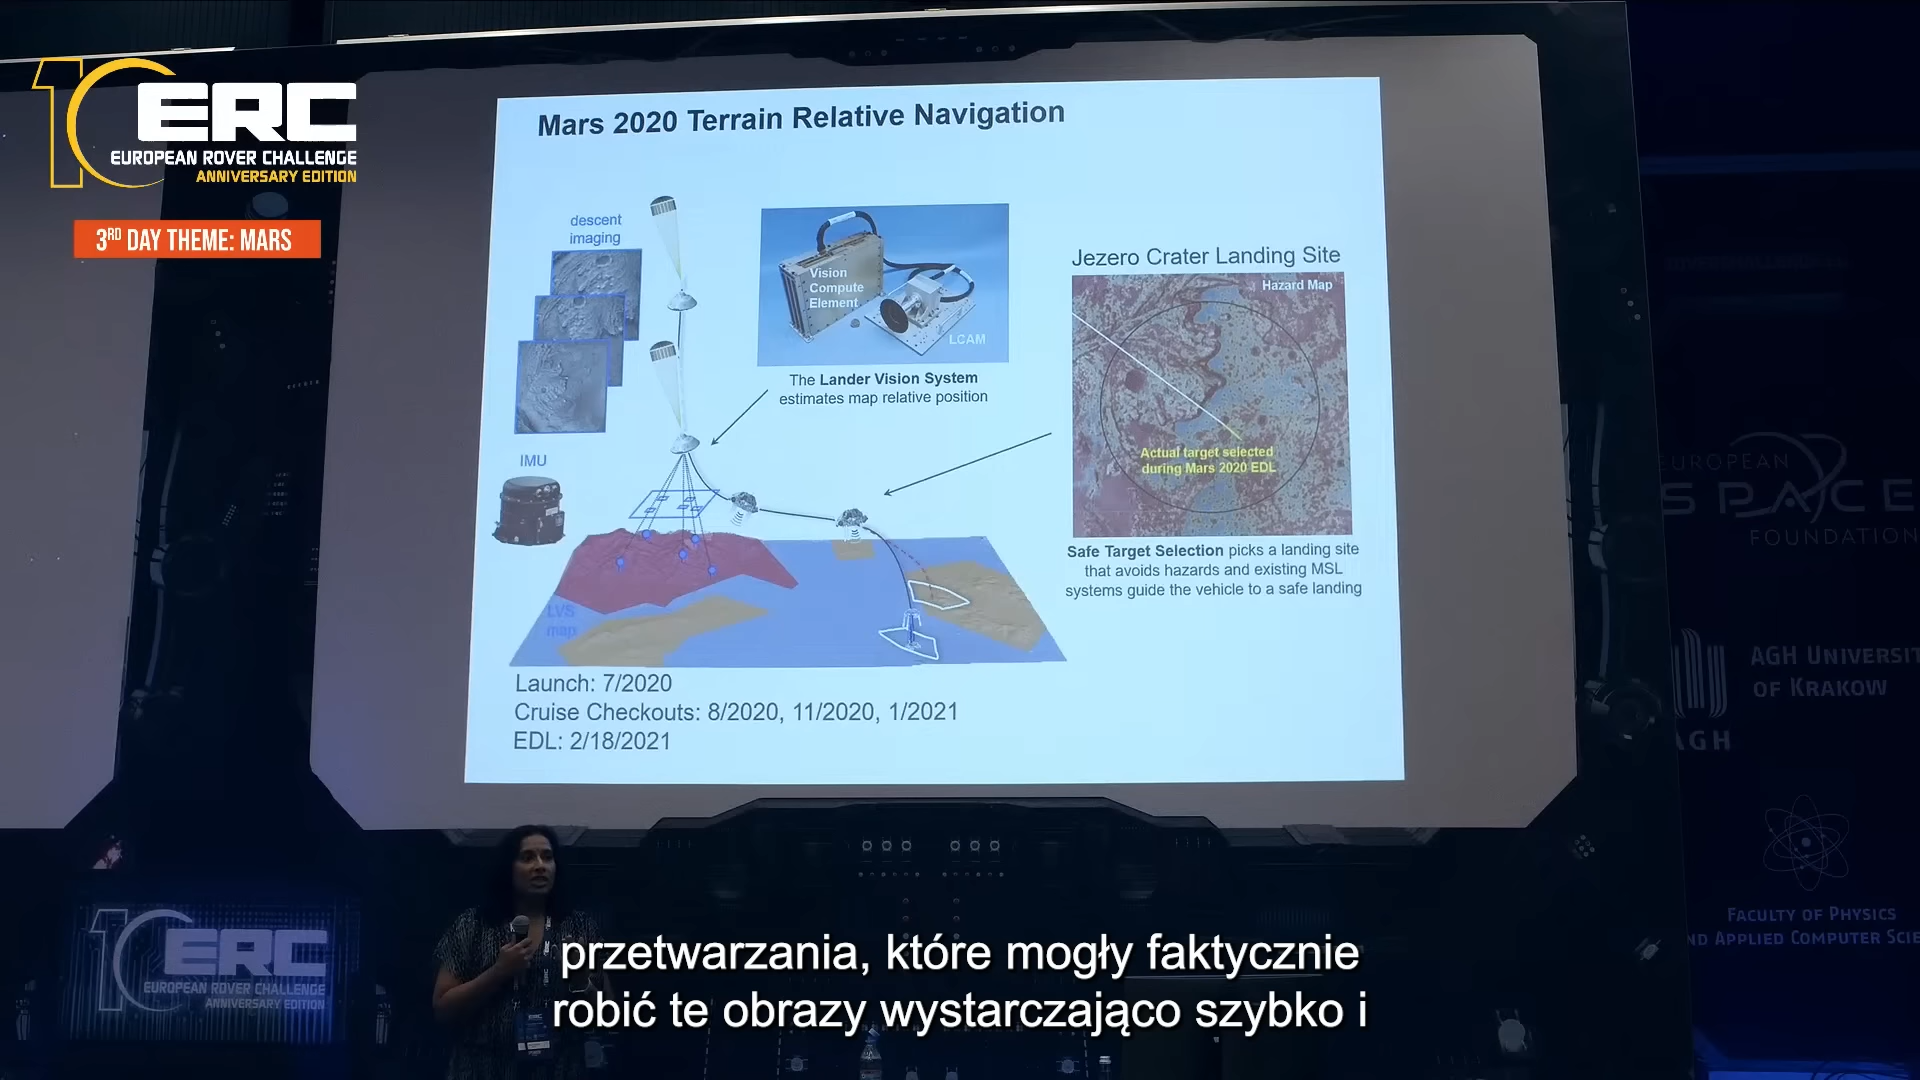 10 ERC
EUROPEAN ROVER CHALLENGE
ANNIVERSARY EDITION
3RD DAY THEME: MARS
Mars 2020 Terrain Relative Navigation
descent
imaging
Vision
Compute
Element
LCAM
The Lander Vision System
estimates map relative position
IMU
LVS
map
Jezero Crater Landing Site
Hazard Map
Actual target selected
during Mars 2020 EDL
Safe Target Selection picks a landing site
that avoids hazards and existing MSL
systems guide the vehicle to a safe landing
Launch: 7/2020
Cruise Checkouts: 8/2020, 11/2020, 1/2021
EDL: 2/18/2021
EUROPEAN
SPACE
FOUNDATION
AGH UNIVERSIT
OF KRAKOW
AGH
FACULTY OF PHYSICS
ND APPLIED COMPUTER SCIE
10 ERC
EUROPEAN ROVER CHALLENGE
ANNIVERSARY EDITION
przetwarzania, które mogły faktycznie
robić te obrazy wystarczająco szybko i